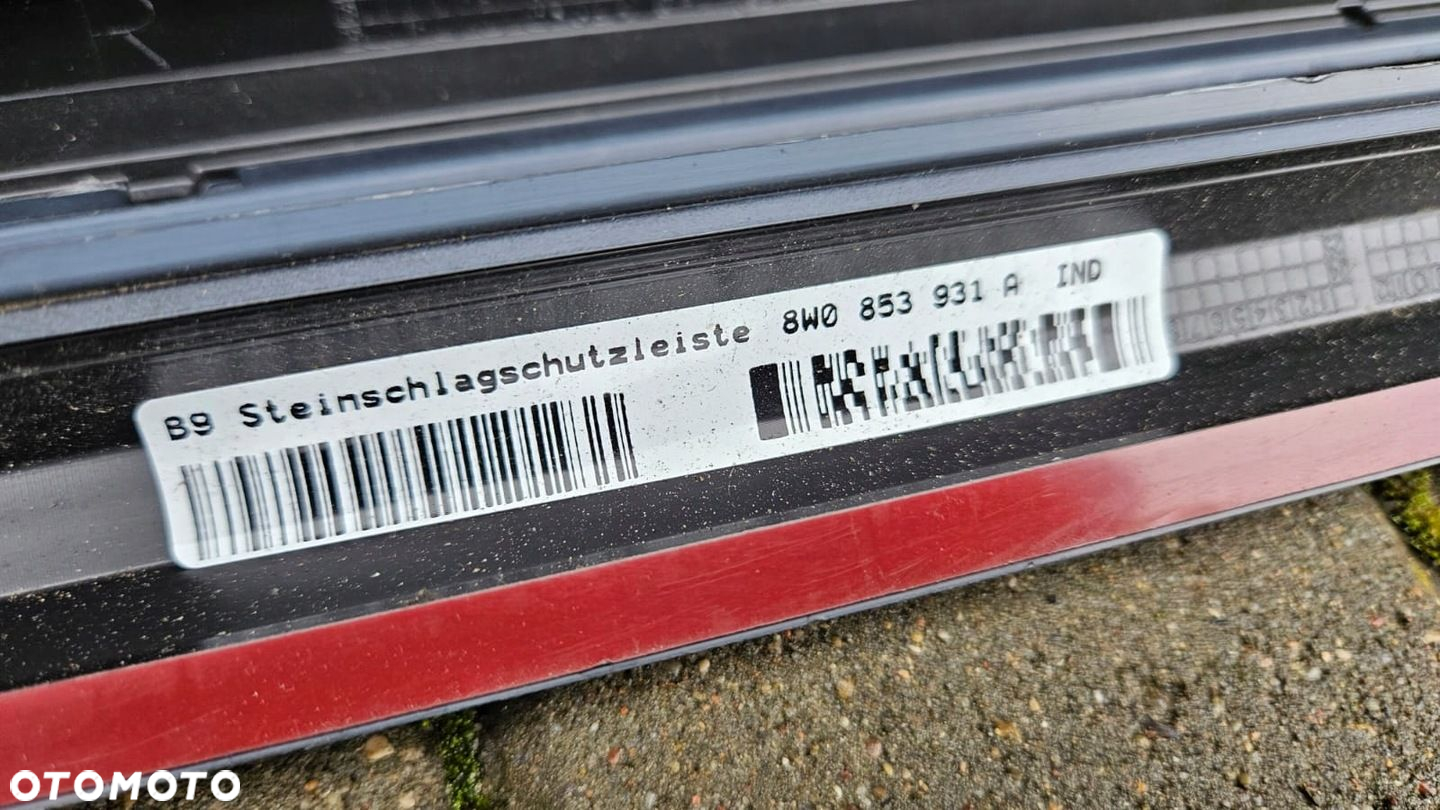 B9 Steinschlagschutzleiste 8W0 853 931 A IND
OTOMOTO